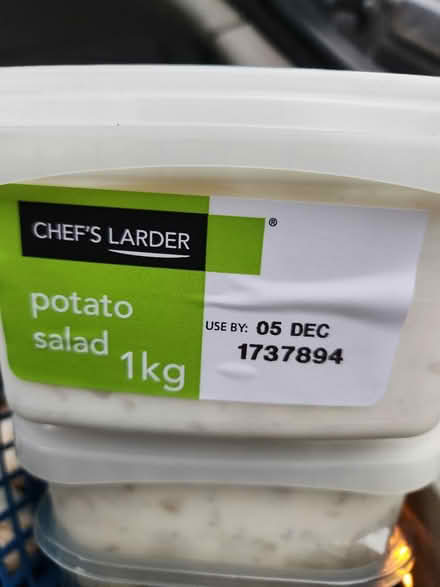 CHEF'S LARDER ®
potato
salad
1kg
USE BY: 05 DEC
1737894